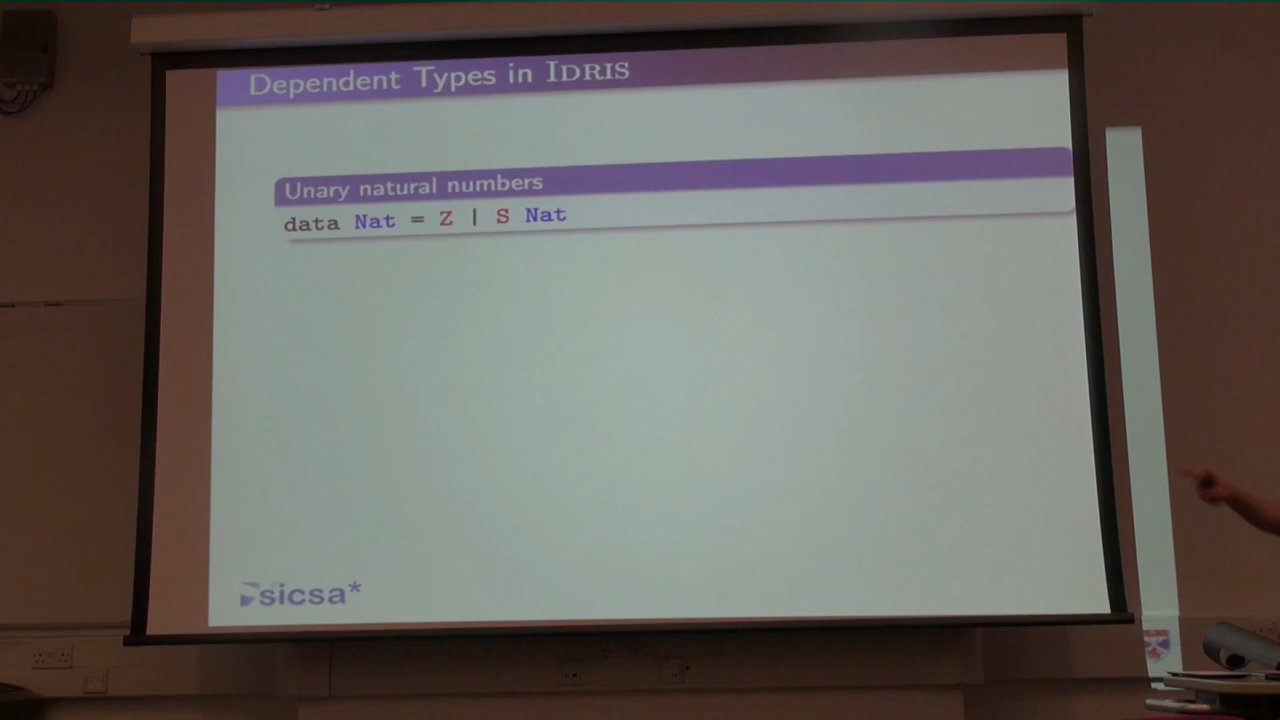 Dependent Types in IDRIS
Unary natural numbers
data Nat = Z | S Nat
sicsa*